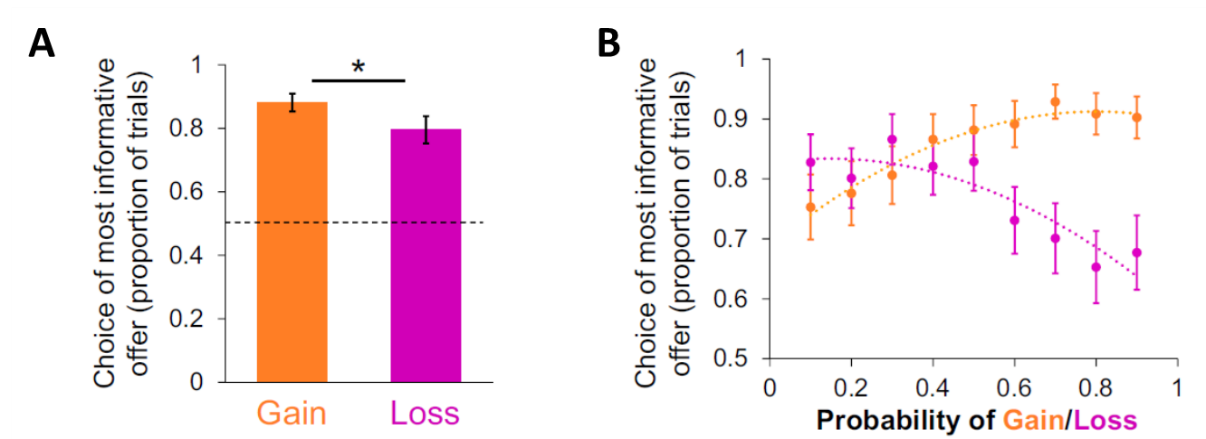 A
Choice of most informative
offer (proportion of trials)
1
0.8
0.6
0.4
0.2
0
*
Gain
Loss
B
Choice of most informative
offer (proportion of trials)
1
0.9
0.8
0.7
0.6
0.5
0
0.2
0.4
0.6
0.8
1
Probability of Gain/Loss